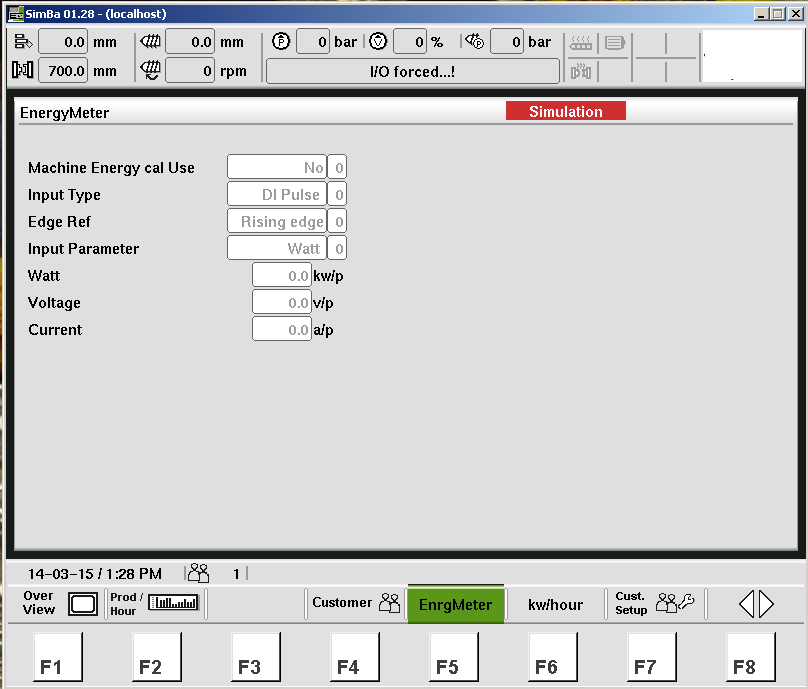 SimBa 01.28 - (localhost)
0.0 mm 0.0 mm P 0 bar V 0 % P 0 bar
700.0 mm 0 rpm I/O forced...!
EnergyMeter Simulation
Machine Energy cal Use No 0
Input Type DI Pulse 0
Edge Ref Rising edge 0
Input Parameter Watt 0
Watt 0.0 kw/p
Voltage 0.0 v/p
Current 0.0 a/p
14-03-15 / 1:28 PM 1
Over View Prod / Hour Customer EnrgMeter kw/hour Cust. Setup
F1 F2 F3 F4 F5 F6 F7 F8